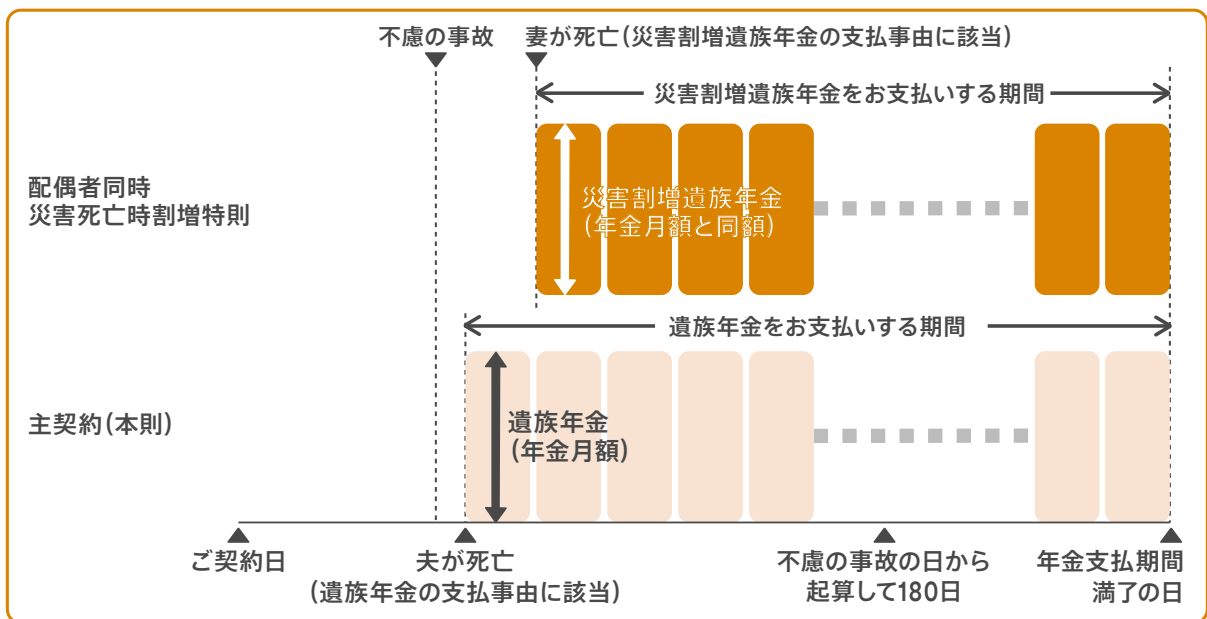 不慮の事故
妻が死亡(災害割増遺族年金の支払事由に該当)
災害割増遺族年金をお支払いする期間
配偶者同時
災害死亡時割増特則
災害割増遺族年金
(年金月額と同額)
遺族年金をお支払いする期間
主契約(本則)
遺族年金
(年金月額)
ご契約日
夫が死亡
(遺族年金の支払事由に該当)
不慮の事故の日から
起算して180日
年金支払期間
満了の日